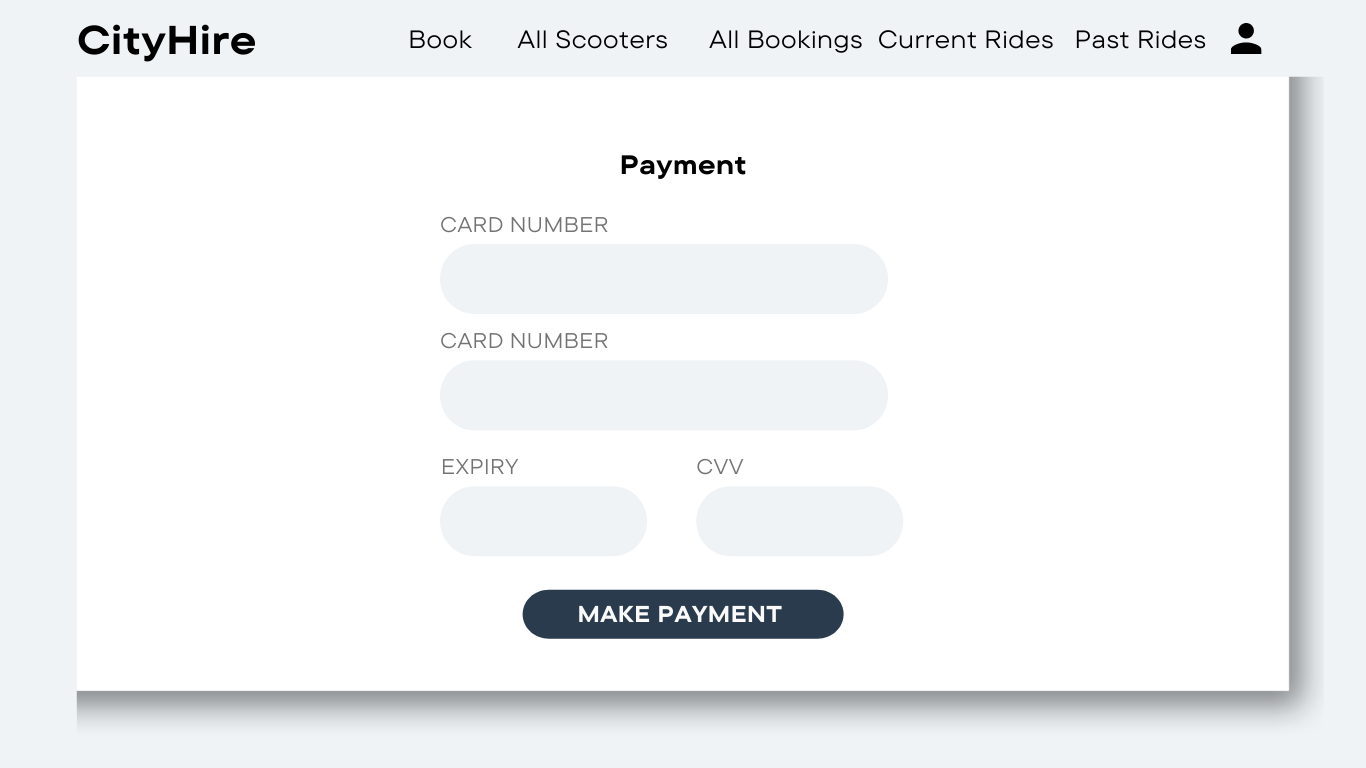 CityHire Book All Scooters All Bookings Current Rides Past Rides
Payment
CARD NUMBER
CARD NUMBER
EXPIRY CVV
MAKE PAYMENT